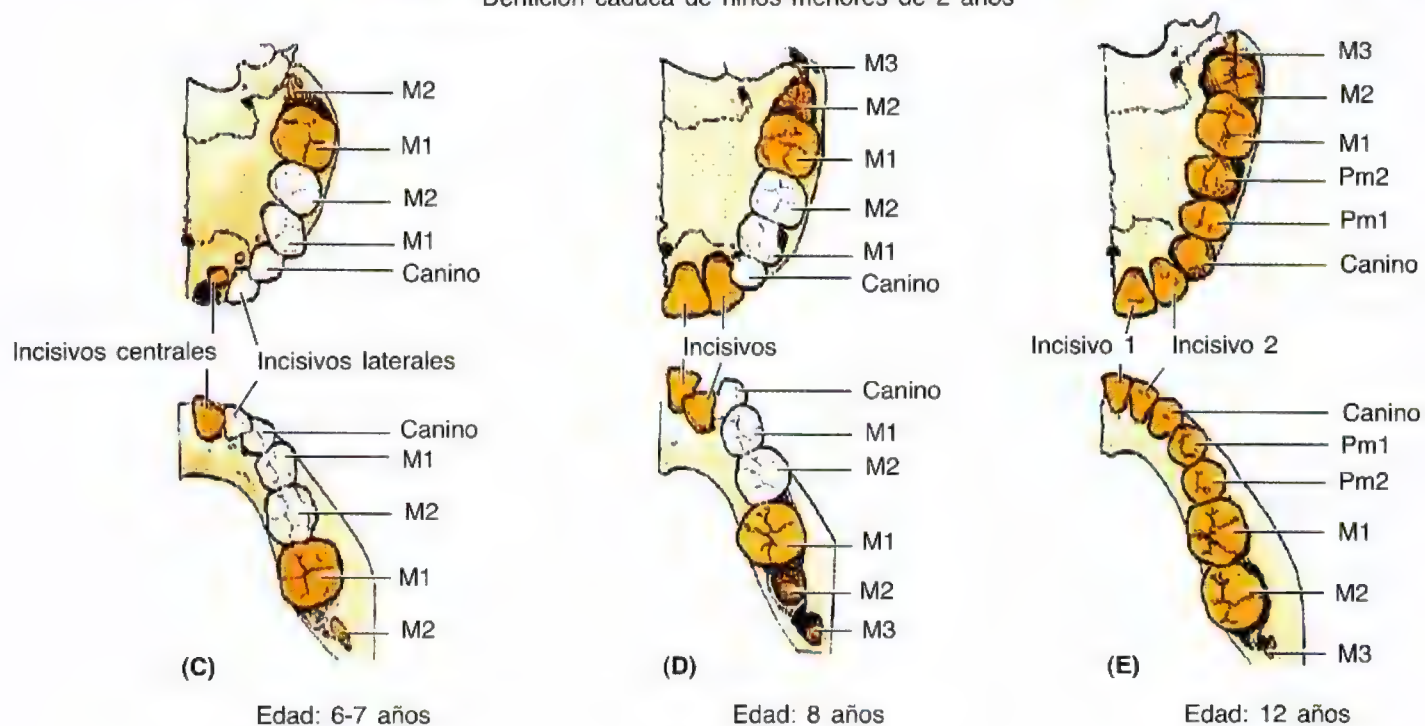 Dentición caduca de niños menores de 2 años
M2
M1
M2
M1
Canino
Incisivos centrales
Incisivos laterales
Canino
M1
M2
M1
M2
(C)
Edad: 6-7 años
M3
M2
M1
M2
M1
Canino
Incisivos
Canino
M1
M2
M1
M2
M3
(D)
Edad: 8 años
M3
M2
M1
Pm2
Pm1
Canino
Incisivo 1
Incisivo 2
Canino
Pm1
Pm2
M1
M2
M3
(E)
Edad: 12 años